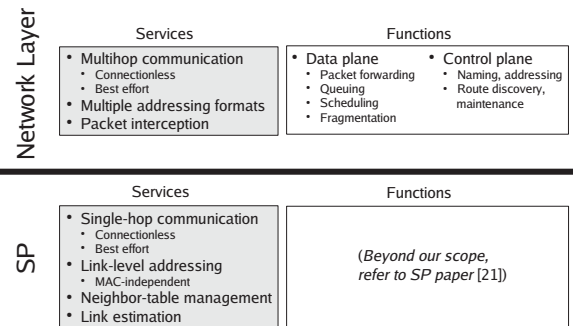 Network Layer
Services
• Multihop communication
• Connectionless
• Best effort
• Multiple addressing formats
• Packet interception
Functions
• Data plane
• Packet forwarding
• Queuing
• Scheduling
• Fragmentation
• Control plane
• Naming, addressing
• Route discovery,
maintenance
SP
Services
• Single-hop communication
• Connectionless
• Best effort
• Link-level addressing
• MAC-independent
• Neighbor-table management
• Link estimation
Functions
(Beyond our scope,
refer to SP paper [21])